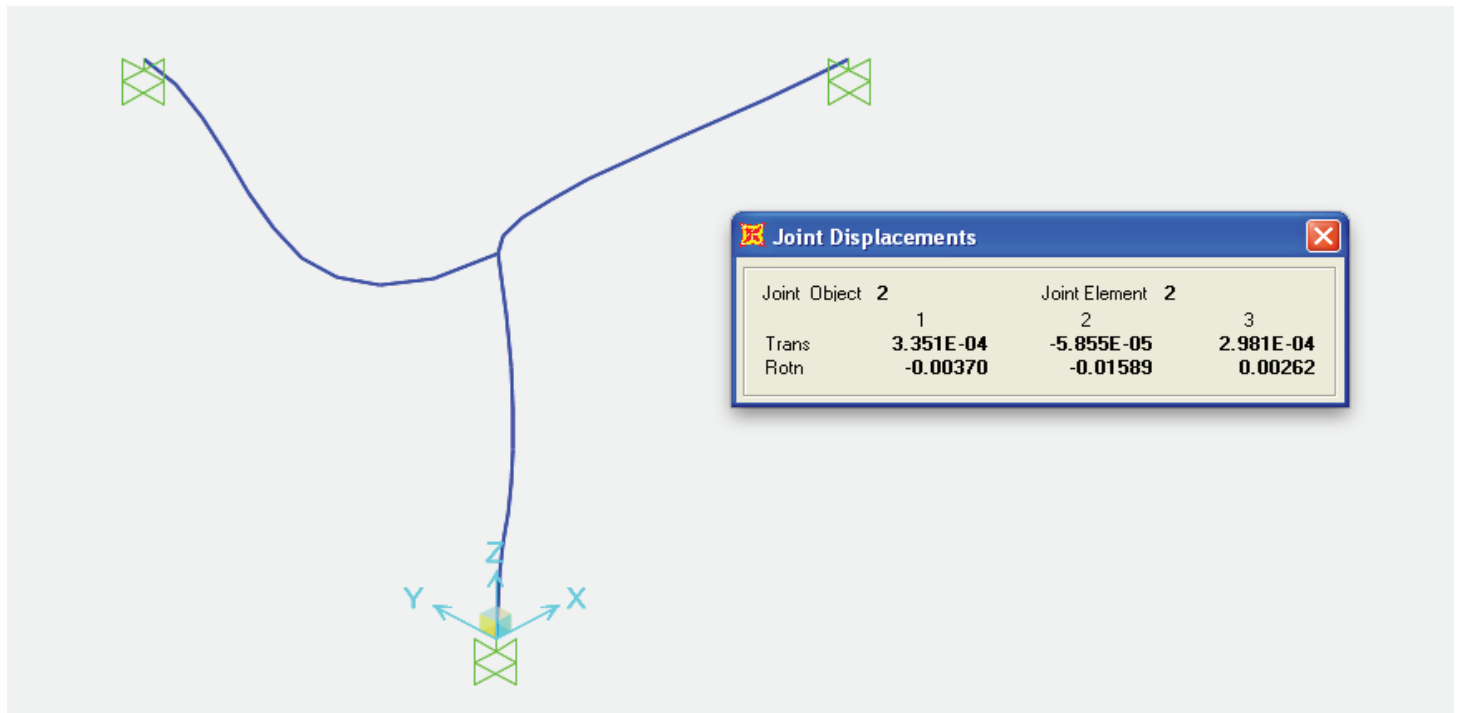 Joint Displacements
Joint Object 2 Joint Element 2
1 2 3
Trans 3.351E-04 -5.855E-05 2.981E-04
Rotn -0.00370 -0.01589 0.00262
Z
Y X